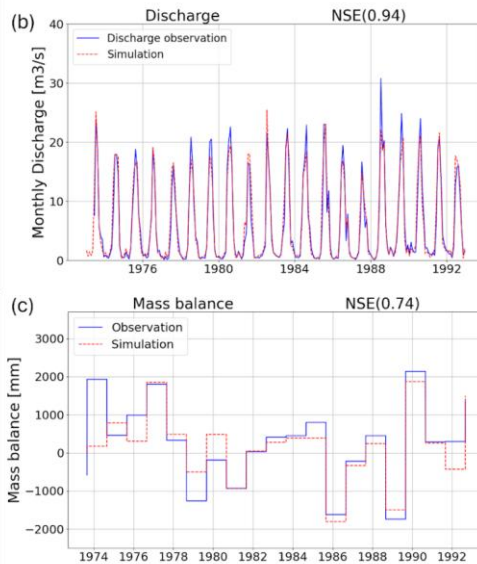 (b) Discharge NSE(0.94)
40
30
20
10
0
Monthly Discharge [m3/s]
Discharge observation
Simulation
1976 1980 1984 1988 1992
(c) Mass balance NSE(0.74)
3000
2000
1000
0
−1000
−2000
Mass balance [mm]
Observation
Simulation
1974 1976 1978 1980 1982 1984 1986 1988 1990 1992